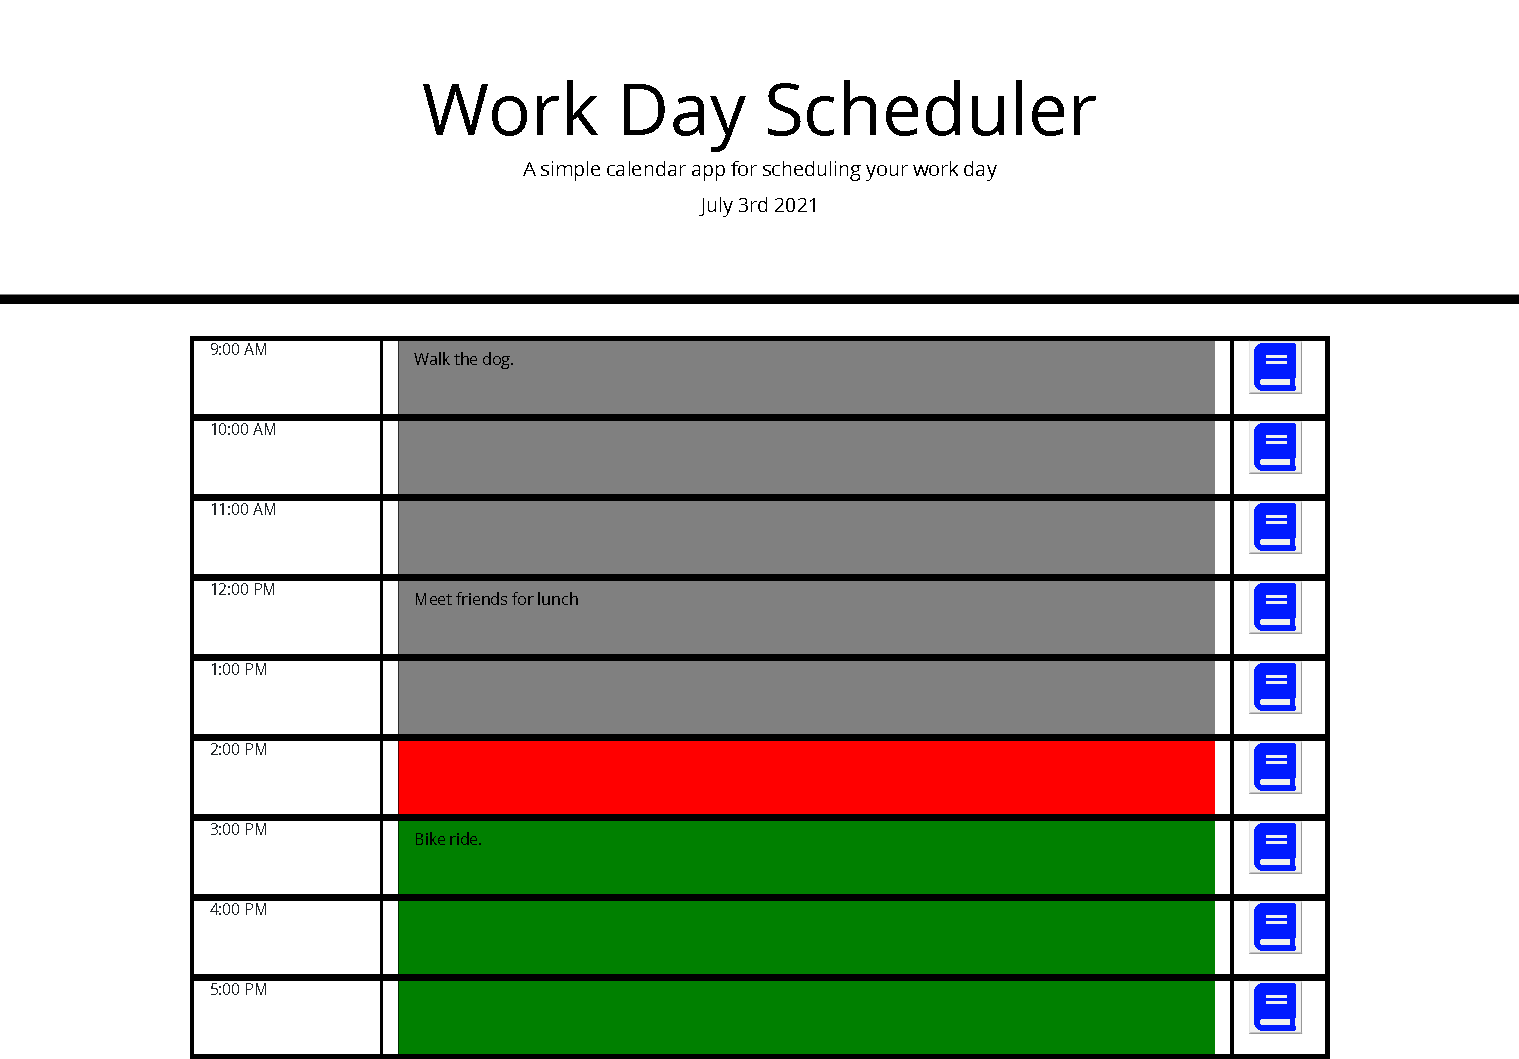 Work Day Scheduler
A simple calendar app for scheduling your work day
July 3rd 2021
9:00 AM
Walk the dog.
10:00 AM
11:00 AM
12:00 PM
Meet friends for lunch
1:00 PM
2:00 PM
3:00 PM
Bike ride.
4:00 PM
5:00 PM